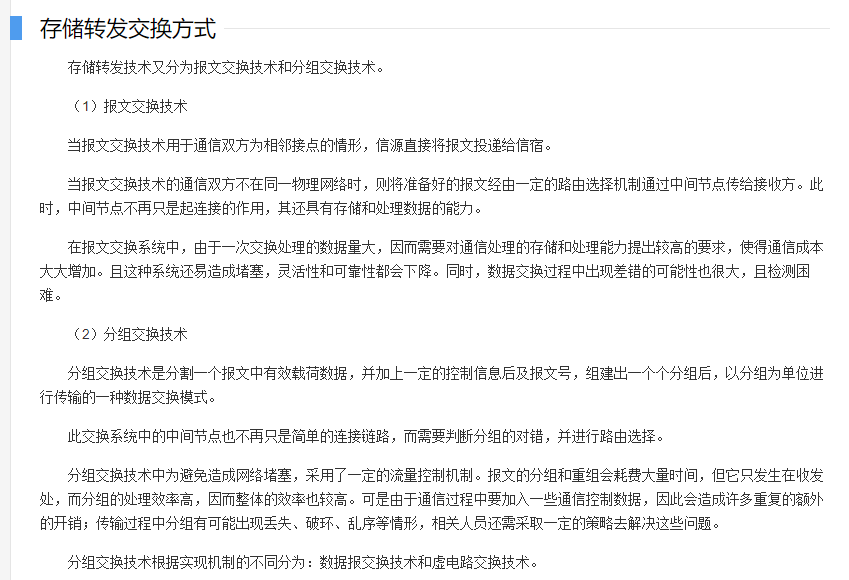 存储转发交换方式
存储转发技术又分为报文交换技术和分组交换技术。
（1）报文交换技术
当报文交换技术用于通信双方为相邻接点的情形，信源直接将报文投递给信宿。
当报文交换技术的通信双方不在同一物理网络时，则将准备好的报文经由一定的路由选择机制通过中间节点传给接收方。此
时，中间节点不再只是起连接的作用，其还具有存储和处理数据的能力。
在报文交换系统中，由于一次交换处理的数据量大，因而需要对通信处理的存储和处理能力提出较高的要求，使得通信成本
大大增加。且这种系统还易造成堵塞，灵活性和可靠性都会下降。同时，数据交换过程中出现差错的可能性也很大，且检测困
难。
（2）分组交换技术
分组交换技术是分割一个报文中有效载荷数据，并加上一定的控制信息后及报文号，组建出一个个分组后，以分组为单位进
行传输的一种数据交换模式。
此交换系统中的中间节点也不再只是简单的连接链路，而需要判断分组的对错，并进行路由选择。
分组交换技术中为避免造成网络堵塞，采用了一定的流量控制机制。报文的分组和重组会耗费大量时间，但它只发生在收发
处，而分组的处理效率高，因而整体的效率也较高。可是由于通信过程中要加入一些通信控制数据，因此会造成许多重复的额外
的开销；传输过程中分组有可能出现丢失、破环、乱序等情形，相关人员还需采取一定的策略去解决这些问题。
分组交换技术根据实现机制的不同分为：数据报交换技术和虚电路交换技术。